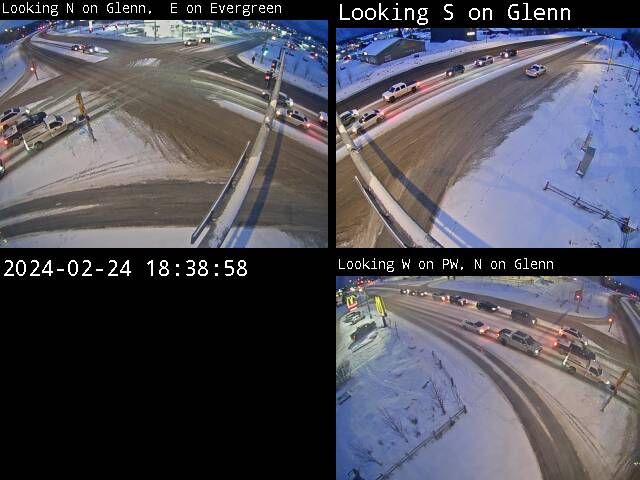 Looking N on Glenn,  E on Evergreen
Looking S on Glenn
2024-02-24 18:38:58
Looking W on PW, N on Glenn